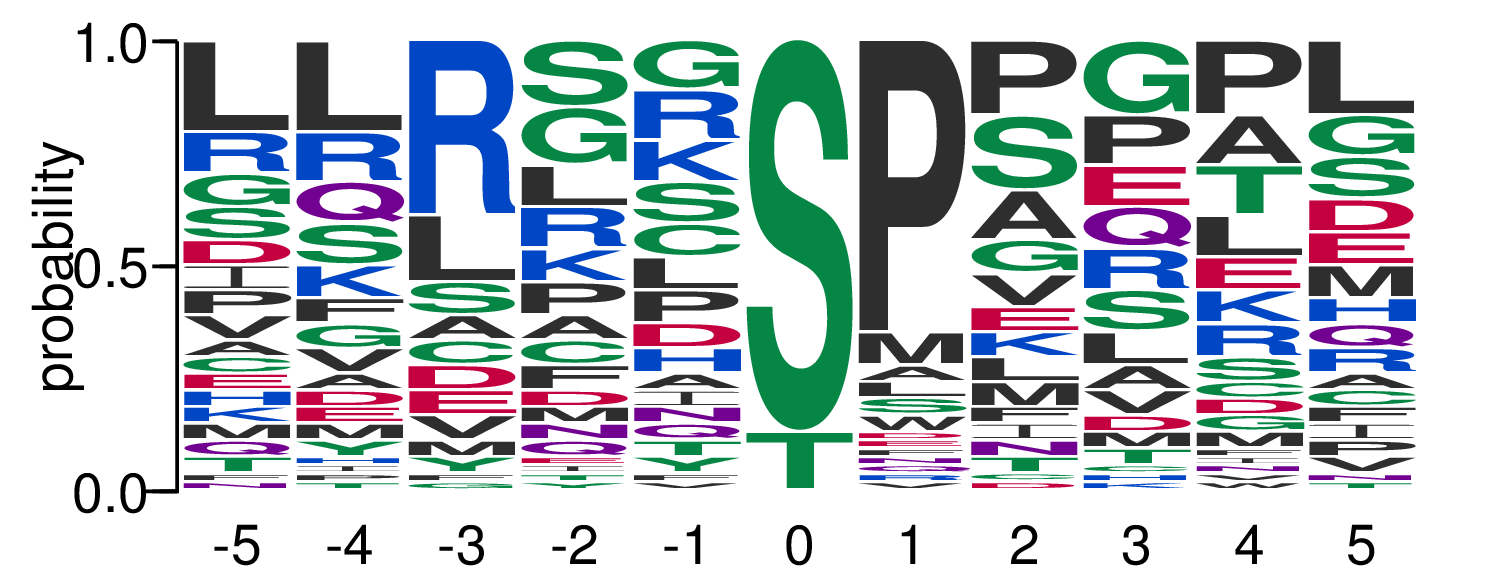 probability
1.0
0.5
0.0
L R G S D I P V A C E H K M Q T F N
L R Q S K F G V A D E M Y H I P T
R L S A C D E V M Y H G
S G L R K P A C F D M N Q E I Y
G R K S C L P D H A I N Q T Y F V
S T
P M A L S W E F N Q R V
P S A G V E K L M F I N T C D
G P E Q R S L A V D M T C H K
P A T L E K R S C D G M F I N V
L G S D E M H Q R A C F I P V N T
-5 -4 -3 -2 -1 0 1 2 3 4 5